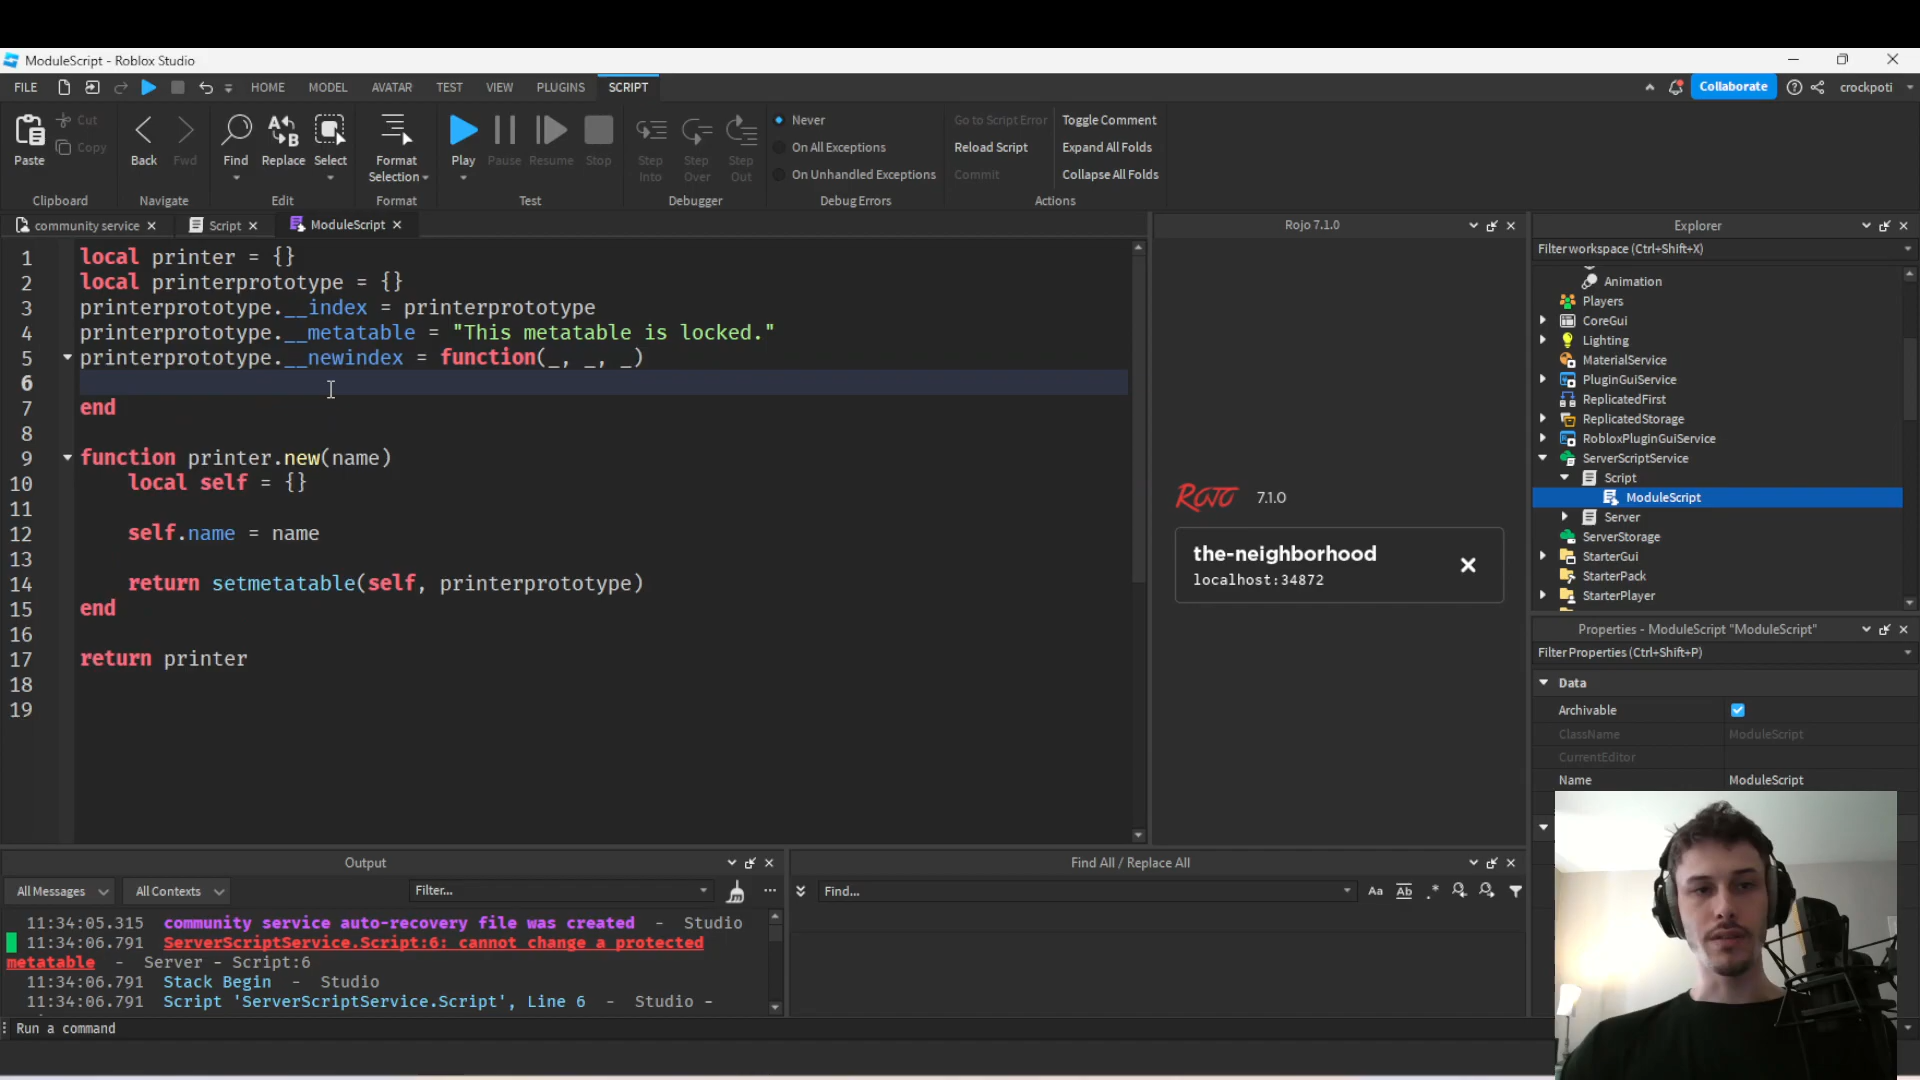 ModuleScript - Roblox Studio
FILE HOME MODEL AVATAR TEST VIEW PLUGINS SCRIPT Collaborate crockpoti
Paste Cut Copy
Clipboard
Back Fwd
Navigate
Find Replace Select
Edit
Format Selection
Format
Play Pause Resume Stop
Test
Step Into Step Over Step Out
Debugger
Never
On All Exceptions
On Unhandled Exceptions
Debug Errors
Go to Script Error Toggle Comment
Reload Script Expand All Folds
Commit Collapse All Folds
Actions
community service Script ModuleScript
1 local printer = {}
2 local printerprototype = {}
3 printerprototype.__index = printerprototype
4 printerprototype.__metatable = "This metatable is locked."
5 printerprototype.__newindex = function(_, _, _)
6
7 end
8
9 function printer.new(name)
10 local self = {}
11
12 self.name = name
13
14 return setmetatable(self, printerprototype)
15 end
16
17 return printer
18
19
Rojo 7.1.0
ROJO 7.1.0
the-neighborhood
localhost:34872
Explorer
Filter workspace (Ctrl+Shift+X)
Animation
Players
CoreGui
Lighting
MaterialService
PluginGuiService
ReplicatedFirst
ReplicatedStorage
RobloxPluginGuiService
ServerScriptService
Script
ModuleScript
Server
ServerStorage
StarterGui
StarterPack
StarterPlayer
Properties - ModuleScript "ModuleScript"
Filter Properties (Ctrl+Shift+P)
Data
Archivable
ClassName ModuleScript
CurrentEditor
Name ModuleScript
Output
All Messages All Contexts Filter...
11:34:05.315 community service auto-recovery file was created - Studio
11:34:06.791 ServerScriptService.Script:6: cannot change a protected
metatable - Server - Script:6
11:34:06.791 Stack Begin - Studio
11:34:06.791 Script 'ServerScriptService.Script', Line 6 - Studio -
Find All / Replace All
Find... Aa Ab .*
Run a command